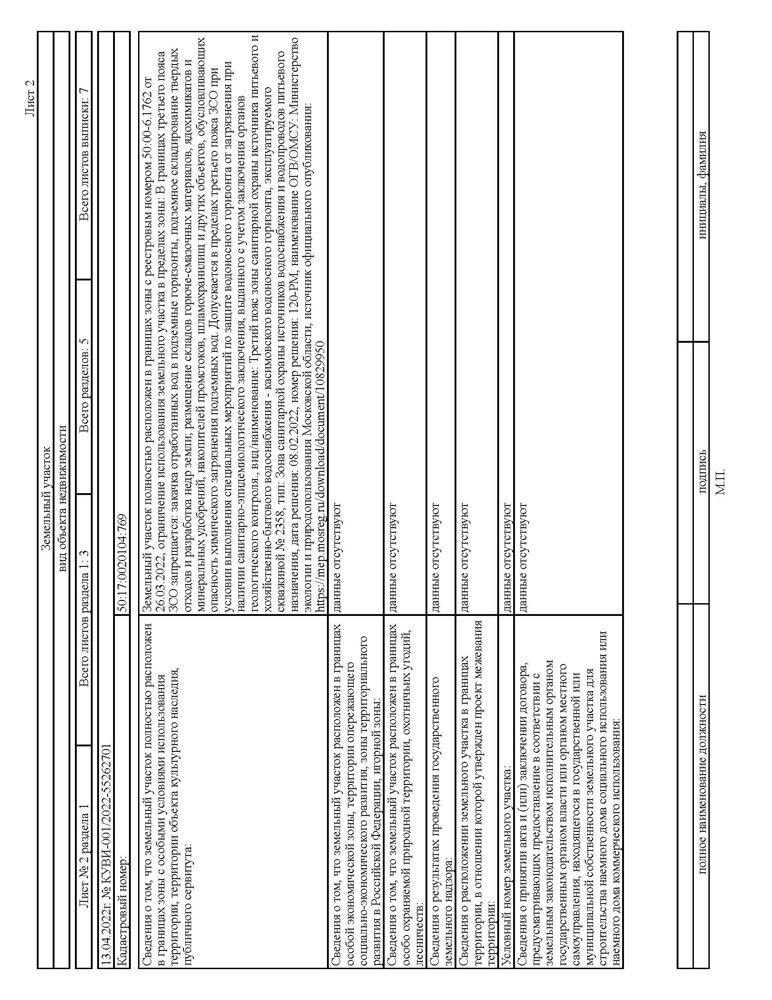 Лист 2
Земельный участок
вид объекта недвижимости
Лист № 2 раздела 1
Всего листов раздела 1: 3
Всего разделов: 5
Всего листов выписки: 7
13.04.2022г. № КУВИ-001/2022-55262701
Кадастровый номер:
50:17:0020104:769
Сведения о том, что земельный участок полностью расположен
в границах зоны с особыми условиями использования
территории, территории объекта культурного наследия,
публичного сервитута:
Земельный участок полностью расположен в границах зоны с реестровым номером 50:00-6.1762 от
26.03.2022, ограничение использования земельного участка в пределах зоны: В границах третьего пояса
ЗСО запрещается: закачка отработанных вод в подземные горизонты, подземное складирование твердых
отходов и разработка недр земли; размещение складов горюче-смазочных материалов, ядохимикатов и
минеральных удобрений, накопителей промстоков, шламохранилищ и других объектов, обусловливающих
опасность химического загрязнения подземных вод. Допускается в пределах третьего пояса ЗСО при
условии выполнения специальных мероприятий по защите водоносного горизонта от загрязнения при
наличии санитарно-эпидемиологического заключения, выданного с учетом заключения органов
геологического контроля., вид/наименование: Третий пояс зоны санитарной охраны источника питьевого и
хозяйственно-бытового водоснабжения - касимовского водоносного горизонта, эксплуатируемого
скважиной № 2358, тип: Зона санитарной охраны источников водоснабжения и водопроводов питьевого
назначения, дата решения: 08.02.2022, номер решения: 120-РМ, наименование ОГВ/ОМСУ: Министерство
экологии и природопользования Московской области, источник официального опубликования:
https://mep.mosreg.ru/download/document/10829950
Сведения о том, что земельный участок расположен в границах
особой экономической зоны, территории опережающего
социально-экономического развития, зоны территориального
развития в Российской Федерации, игорной зоны:
данные отсутствуют
Сведения о том, что земельный участок расположен в границах
особо охраняемой природной территории, охотничьих угодий,
лесничеств:
данные отсутствуют
Сведения о результатах проведения государственного
земельного надзора:
данные отсутствуют
Сведения о расположении земельного участка в границах
территории, в отношении которой утвержден проект межевания
территории:
данные отсутствуют
Условный номер земельного участка:
данные отсутствуют
Сведения о принятии акта и (или) заключении договора,
предусматривающих предоставление в соответствии с
земельным законодательством исполнительным органом
государственным органом власти или органом местного
самоуправления, находящегося в государственной или
муниципальной собственности земельного участка для
строительства наемного дома социального использования или
наемного дома коммерческого использования:
данные отсутствуют
полное наименование должности
подпись
инициалы, фамилия
М.П.